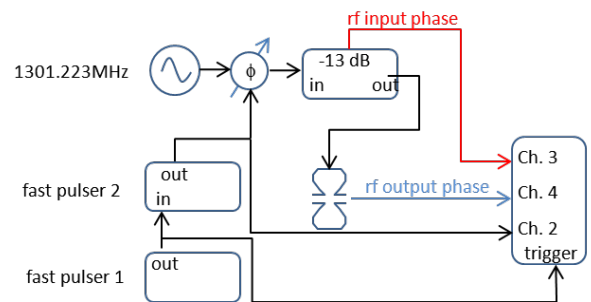 rf input phase
-13 dB
1301.223MHz
ϕ
in
out
Ch. 3
out
rf output phase
Ch. 4
fast pulser 2
in
Ch. 2
trigger
out
fast pulser 1